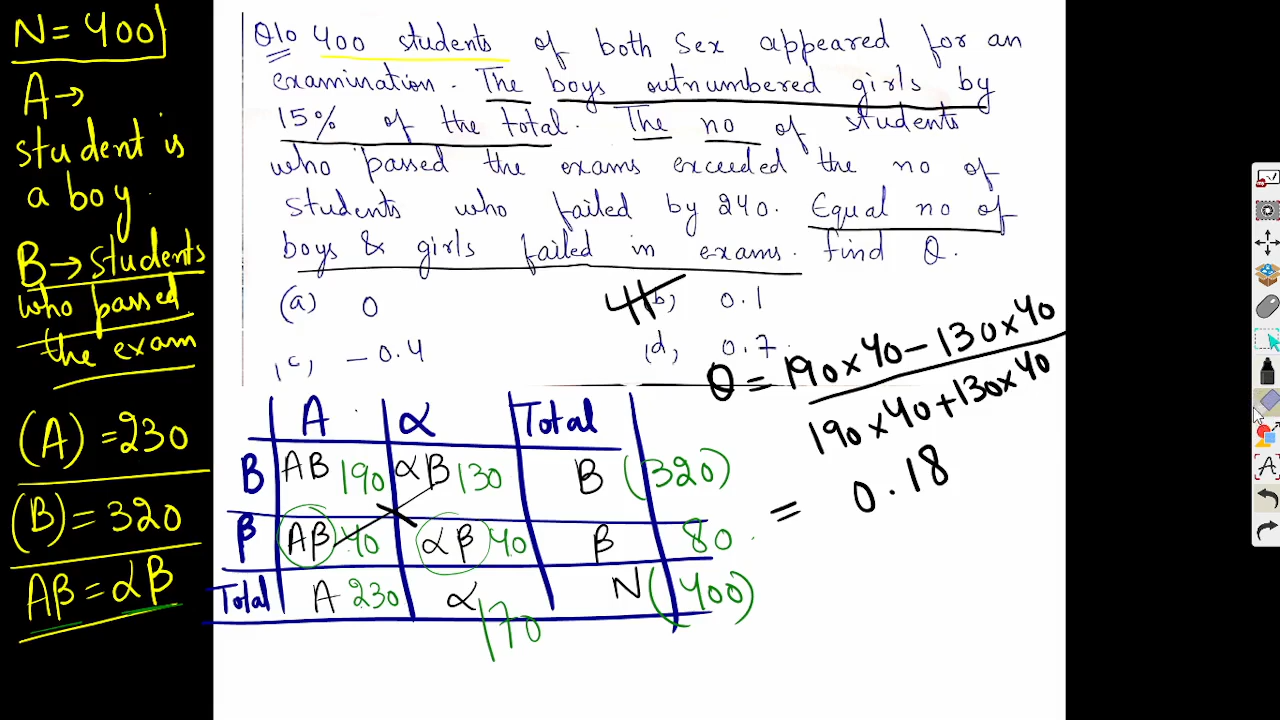 N = 400
A →
student is
a boy.
B → students
who passed
the exam
(A) = 230
(B) = 320
Aβ = αβ
Q10 400 students of both Sex appeared for an
examination. The boys outnumbered girls by
15% of the total. The no of students
who passed the exams exceeded the no of
students who failed by 240. Equal no of
boys & girls failed in exams. find Q.
(a) 0 (b) 0.1
(c) - 0.4 (d) 0.7
Q = 190 x 40 - 130 x 40
190 x 40 + 130 x 40
= 0.18
A α Total
B AB 190 αB 130 B (320)
β Aβ 40 αβ 40 β 80
Total A 230 α 170 N (400)